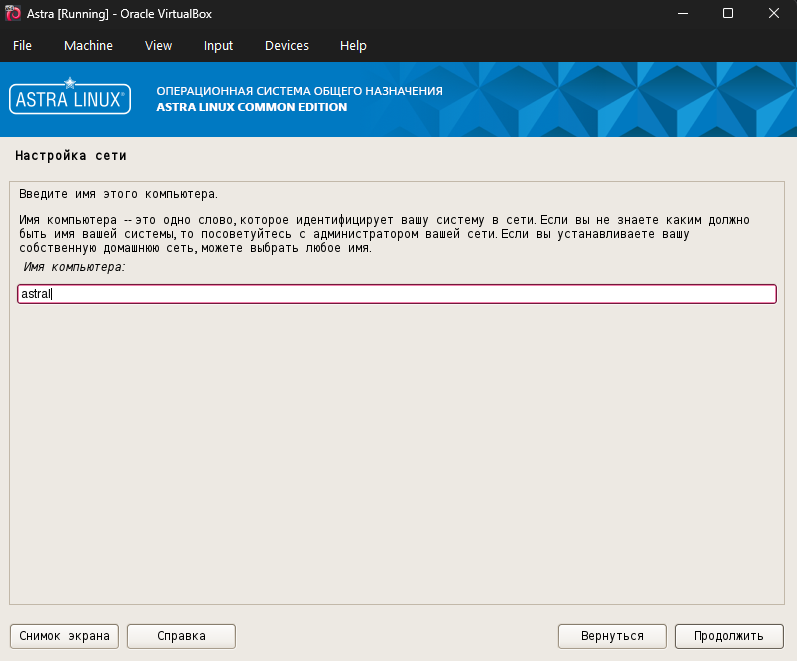 Astra [Running] - Oracle VirtualBox
File Machine View Input Devices Help
ASTRA LINUX®
ОПЕРАЦИОННАЯ СИСТЕМА ОБЩЕГО НАЗНАЧЕНИЯ
ASTRA LINUX COMMON EDITION
Настройка сети
Введите имя этого компьютера.
Имя компьютера -- это одно слово, которое идентифицирует вашу систему в сети. Если вы не знаете каким должно
быть имя вашей системы, то посоветуйтесь с администратором вашей сети. Если вы устанавливаете вашу
собственную домашнюю сеть, можете выбрать любое имя.
Имя компьютера:
astral
Снимок экрана Справка Вернуться Продолжить